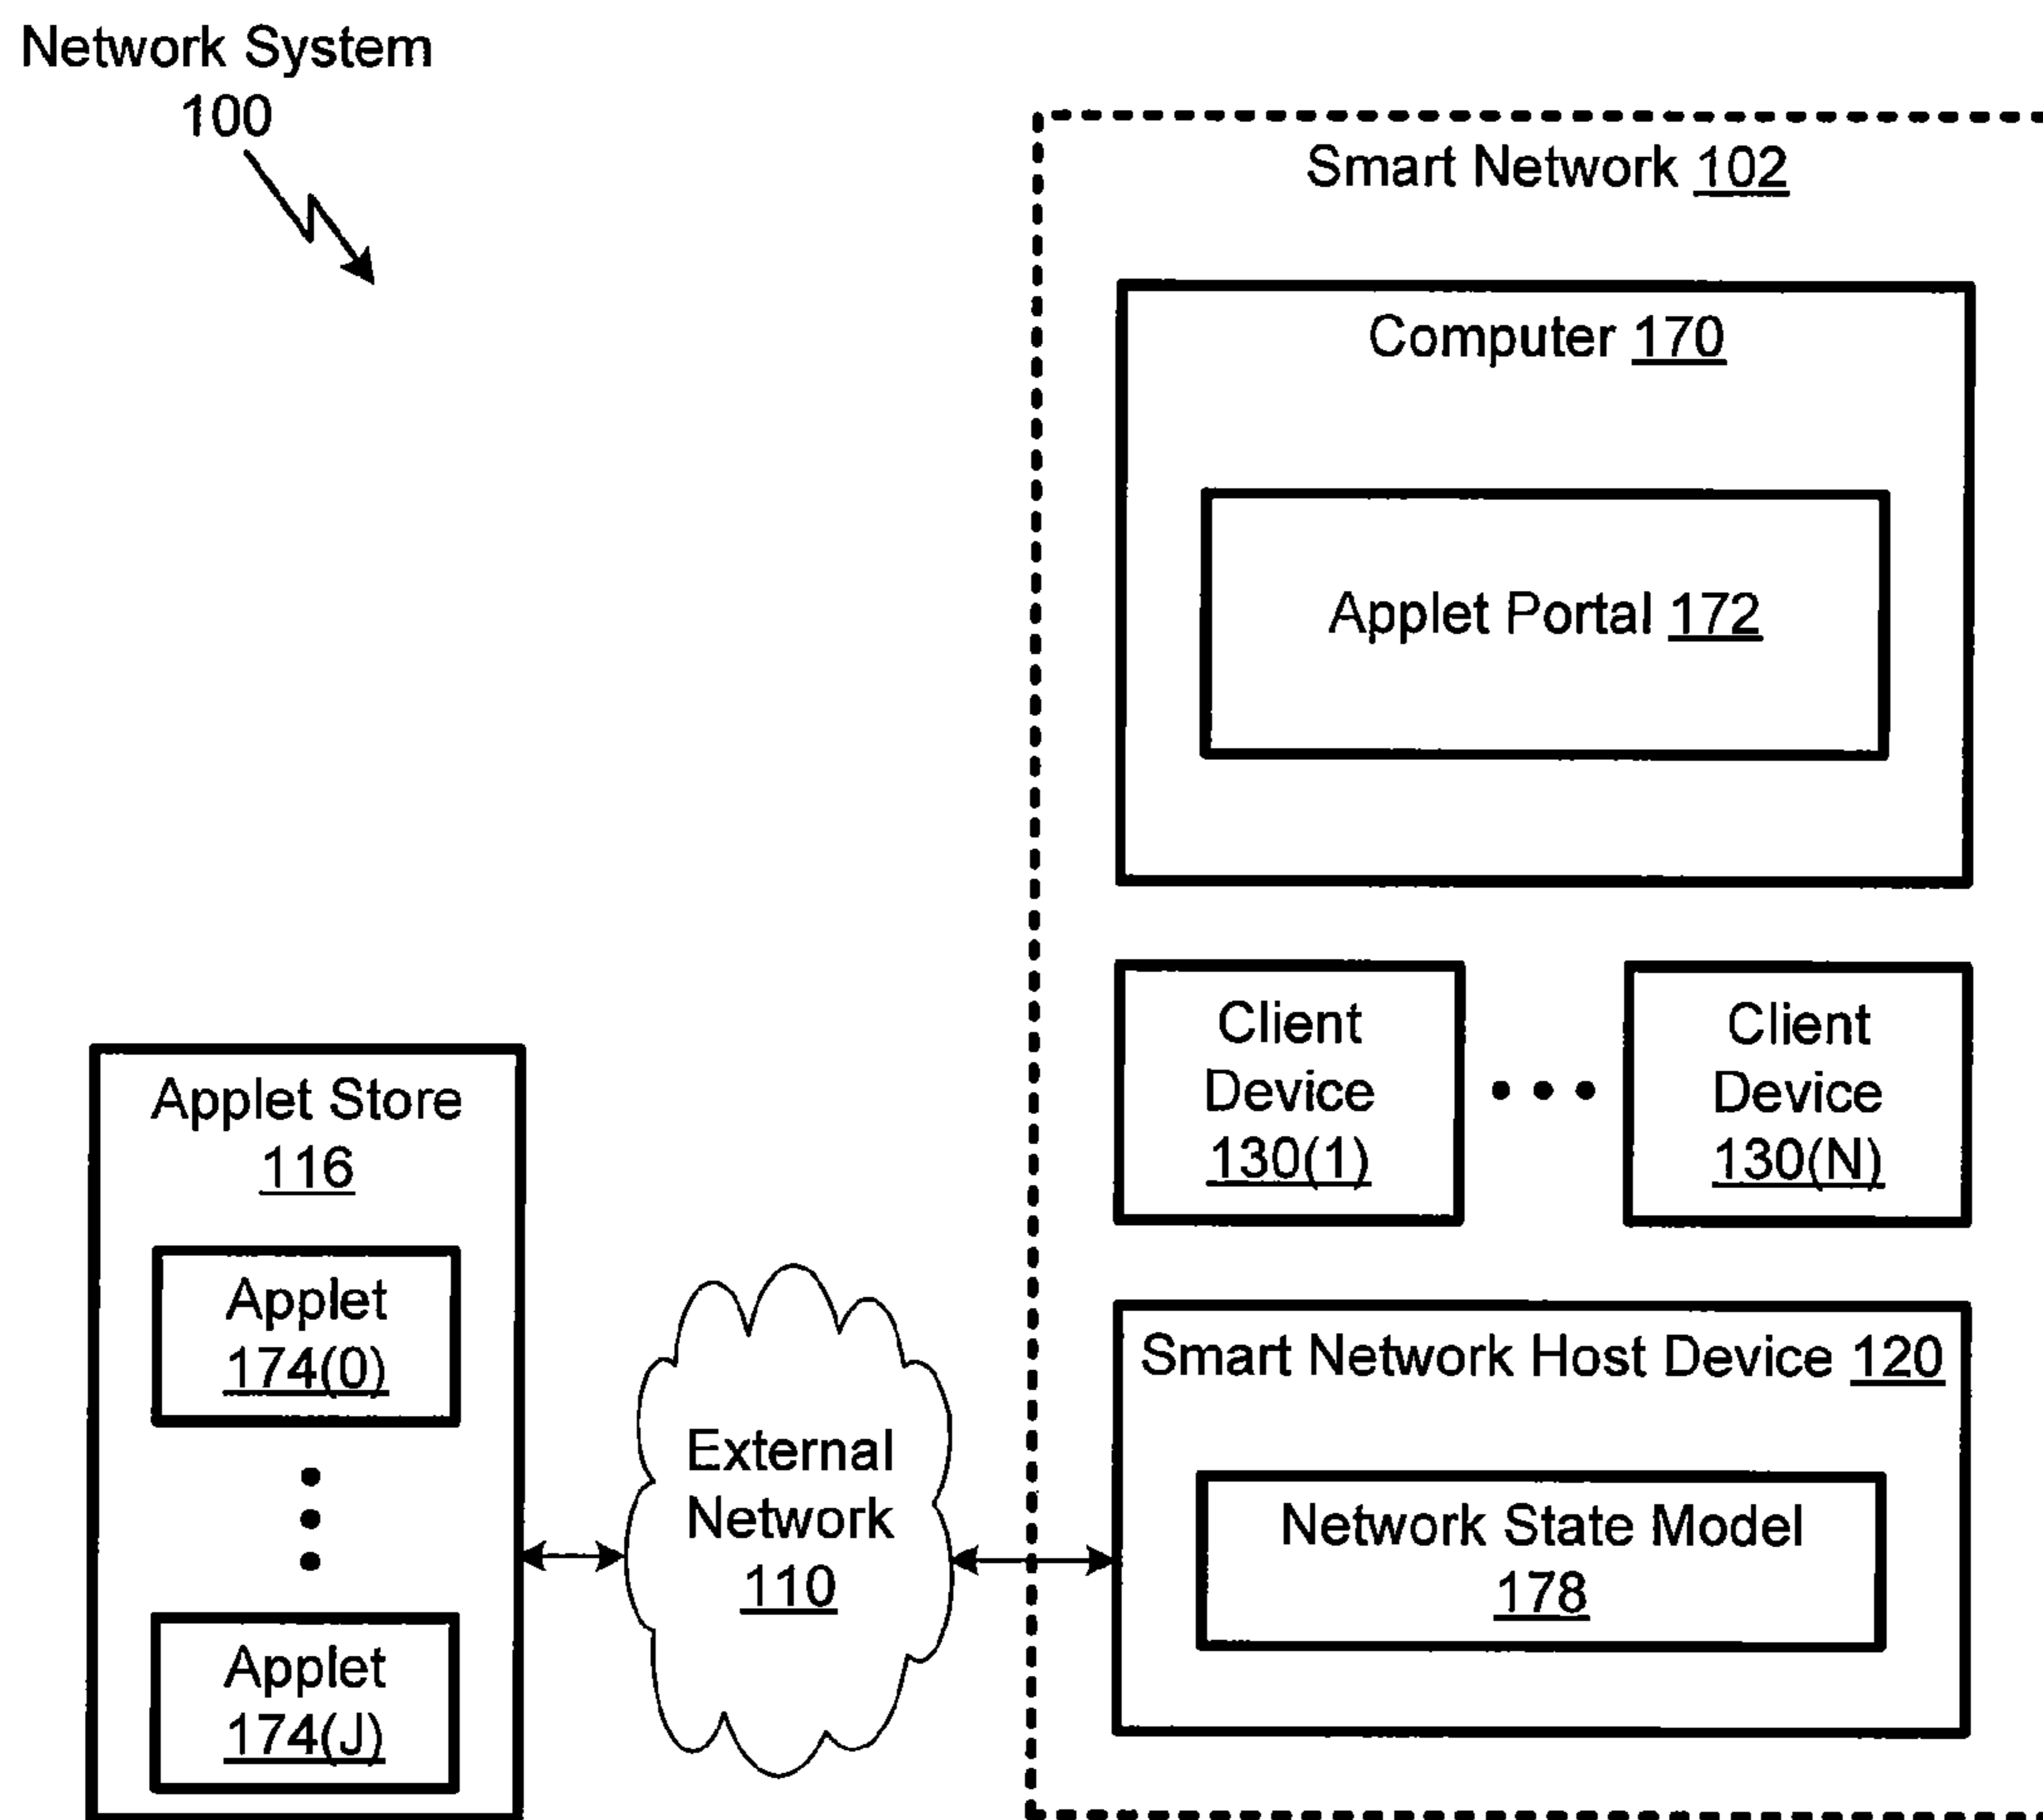 Network System
100
Smart Network 102
Computer 170
Applet Portal 172
Client
Device
130(1)
Client
Device
130(N)
Applet Store
116
Applet
174(0)
Applet
174(J)
External
Network
110
Smart Network Host Device 120
Network State Model
178